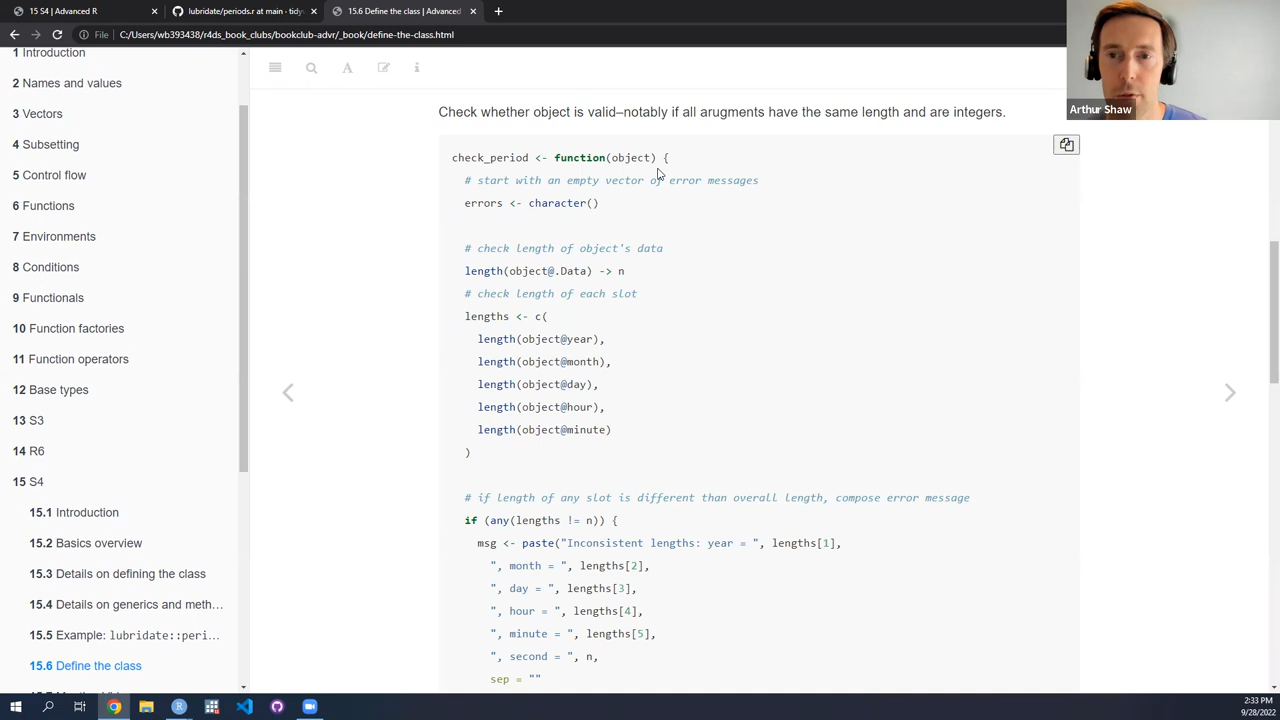 15 S4 | Advanced R
lubridate/periods.r at main · tidy
15.6 Define the class | Advanced
File
C:/Users/wb393438/r4ds_book_clubs/bookclub-advr/_book/define-the-class.html
Arthur Shaw
1 Introduction
2 Names and values
3 Vectors
4 Subsetting
5 Control flow
6 Functions
7 Environments
8 Conditions
9 Functionals
10 Function factories
11 Function operators
12 Base types
13 S3
14 R6
15 S4
15.1 Introduction
15.2 Basics overview
15.3 Details on defining the class
15.4 Details on generics and meth...
15.5 Example: lubridate::peri...
15.6 Define the class
Check whether object is valid–notably if all arugments have the same length and are integers.
check_period <- function(object) {
# start with an empty vector of error messages
errors <- character()
# check length of object's data
length(object@.Data) -> n
# check length of each slot
lengths <- c(
length(object@year),
length(object@month),
length(object@day),
length(object@hour),
length(object@minute)
)
# if length of any slot is different than overall length, compose error message
if (any(lengths != n)) {
msg <- paste("Inconsistent lengths: year = ", lengths[1],
", month = ", lengths[2],
", day = ", lengths[3],
", hour = ", lengths[4],
", minute = ", lengths[5],
", second = ", n,
sep = ""
2:33 PM
9/28/2022